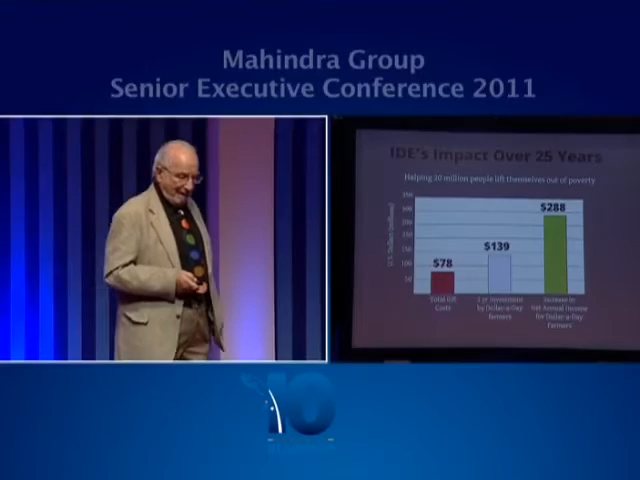 Mahindra Group
Senior Executive Conference 2011
IDE's Impact Over 25 Years
Helping 20 million people lift themselves out of poverty
$288
$139
$78
Total IDE
Costs
by Dollar-a-Day
Farmers
Increase in
Net Annual Income
for Dollar-a-Day
Farmers
10